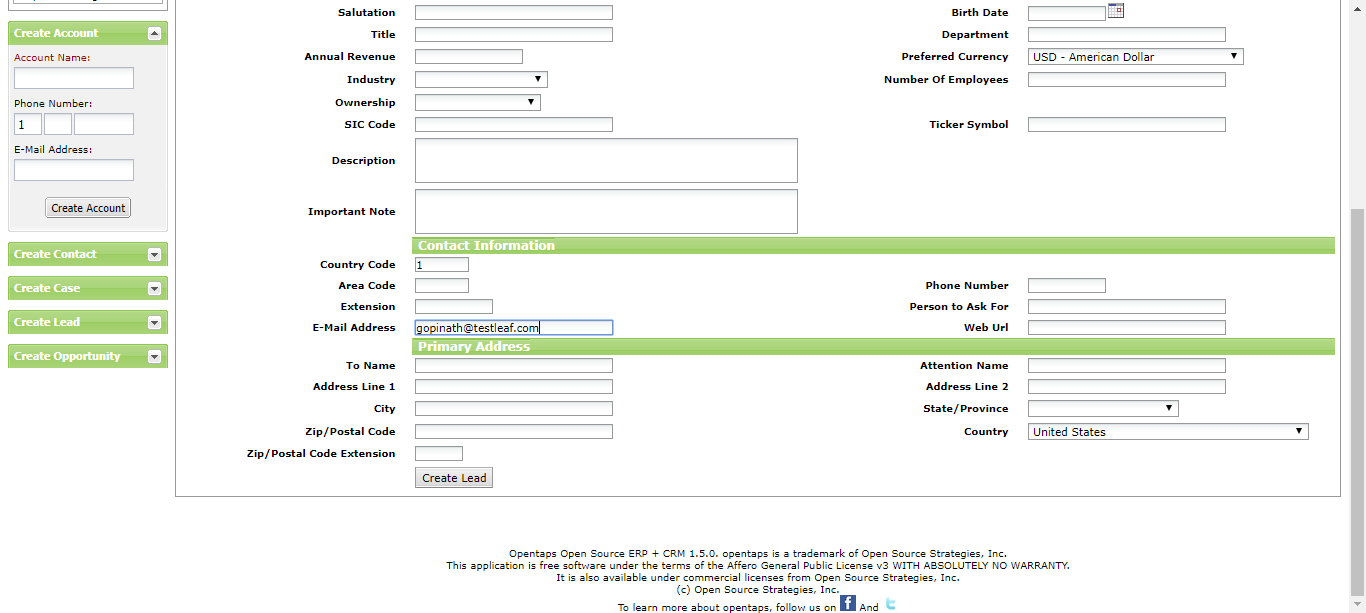 Create Account
Account Name:
Phone Number:
1
E-Mail Address:
Create Account
Create Contact
Create Case
Create Lead
Create Opportunity
Salutation
Birth Date
Title
Department
Annual Revenue
Preferred Currency USD - American Dollar
Industry
Number Of Employees
Ownership
SIC Code
Ticker Symbol
Description
Important Note
Contact Information
Country Code 1
Area Code
Phone Number
Extension
Person to Ask For
E-Mail Address gopinath@testleaf.com
Web Url
Primary Address
To Name
Attention Name
Address Line 1
Address Line 2
City
State/Province
Zip/Postal Code
Country United States
Zip/Postal Code Extension
Create Lead
Opentaps Open Source ERP + CRM 1.5.0. opentaps is a trademark of Open Source Strategies, Inc.
This application is free software under the terms of the Affero General Public License v3 WITH ABSOLUTELY NO WARRANTY.
It is also available under commercial licenses from Open Source Strategies, Inc.
(c) Open Source Strategies, Inc.
To learn more about opentaps, follow us on f And t